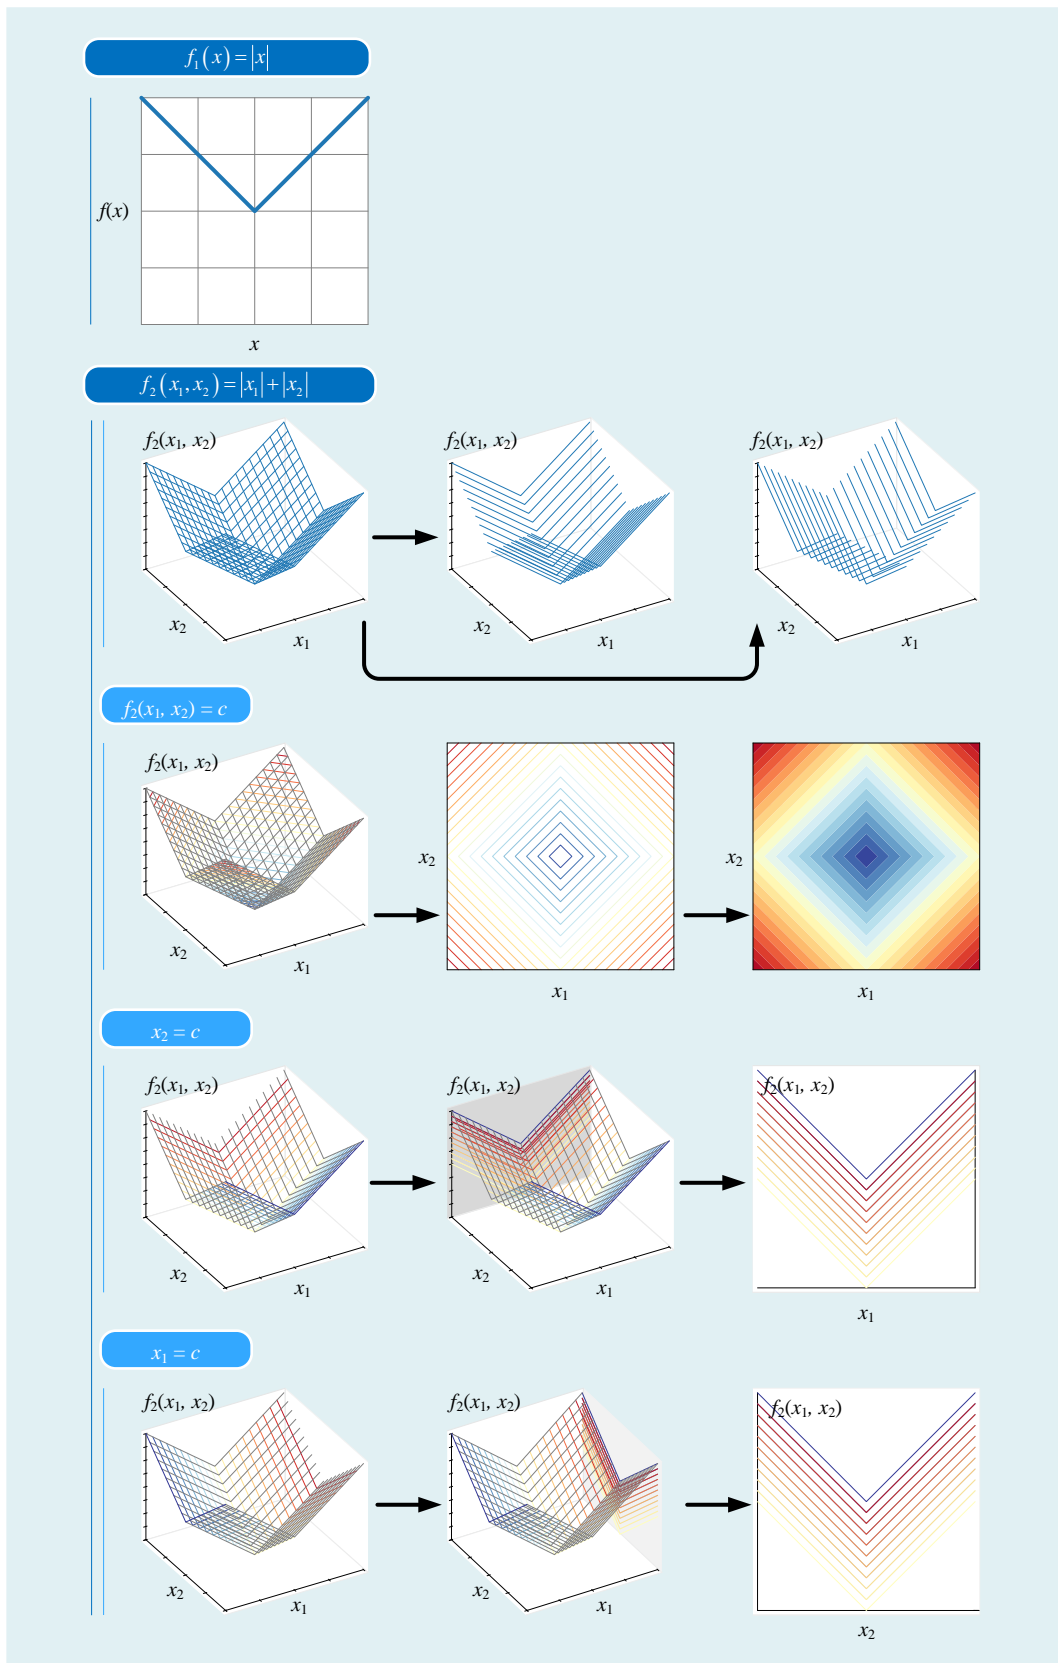 f₁(x)=|x|
f(x)
x
f₂(x₁,x₂)=|x₁|+|x₂|
f₂(x₁, x₂) f₂(x₁, x₂) f₂(x₁, x₂)
x₂ x₁ x₂ x₁ x₂ x₁
f₂(x₁, x₂) = c
f₂(x₁, x₂)
x₂ x₂
x₂ x₁ x₁ x₁
x₂ = c
f₂(x₁, x₂) f₂(x₁, x₂) f₂(x₁, x₂)
x₂ x₁ x₂ x₁ x₁
x₁ = c
f₂(x₁, x₂) f₂(x₁, x₂) f₂(x₁, x₂)
x₂ x₁ x₂ x₁ x₂